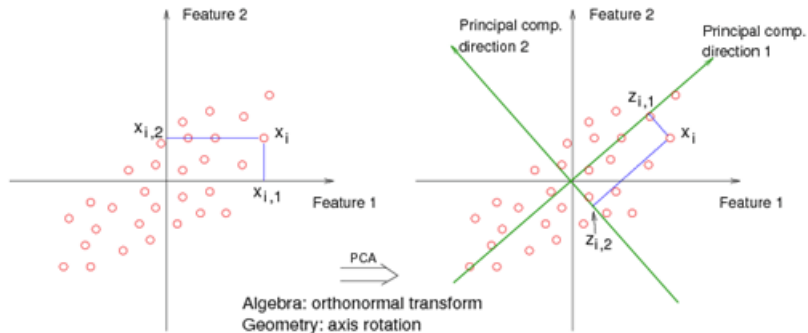 Feature 2
x_i,2
x_i
x_i,1
Feature 1
PCA
Algebra: orthonormal transform
Geometry: axis rotation
Feature 2
Principal comp.
direction 2
Principal comp.
direction 1
z_i,1
x_i
Feature 1
z_i,2